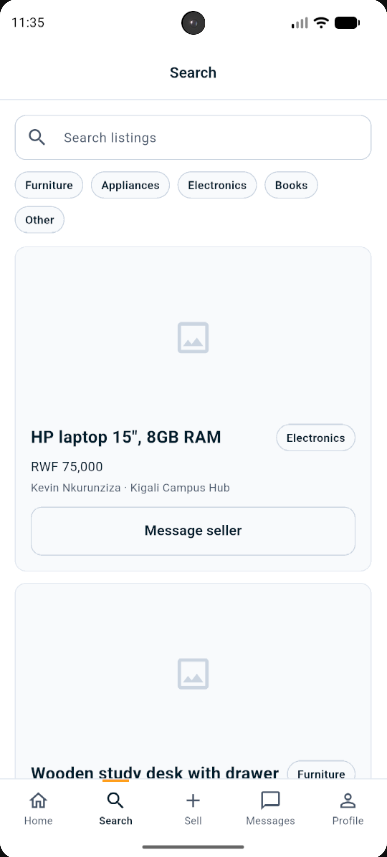 11:35
Search
Search listings
Furniture
Appliances
Electronics
Books
Other
HP laptop 15", 8GB RAM
Electronics
RWF 75,000
Kevin Nkurunziza · Kigali Campus Hub
Message seller
Wooden study desk with drawer
Furniture
Home
Search
Sell
Messages
Profile